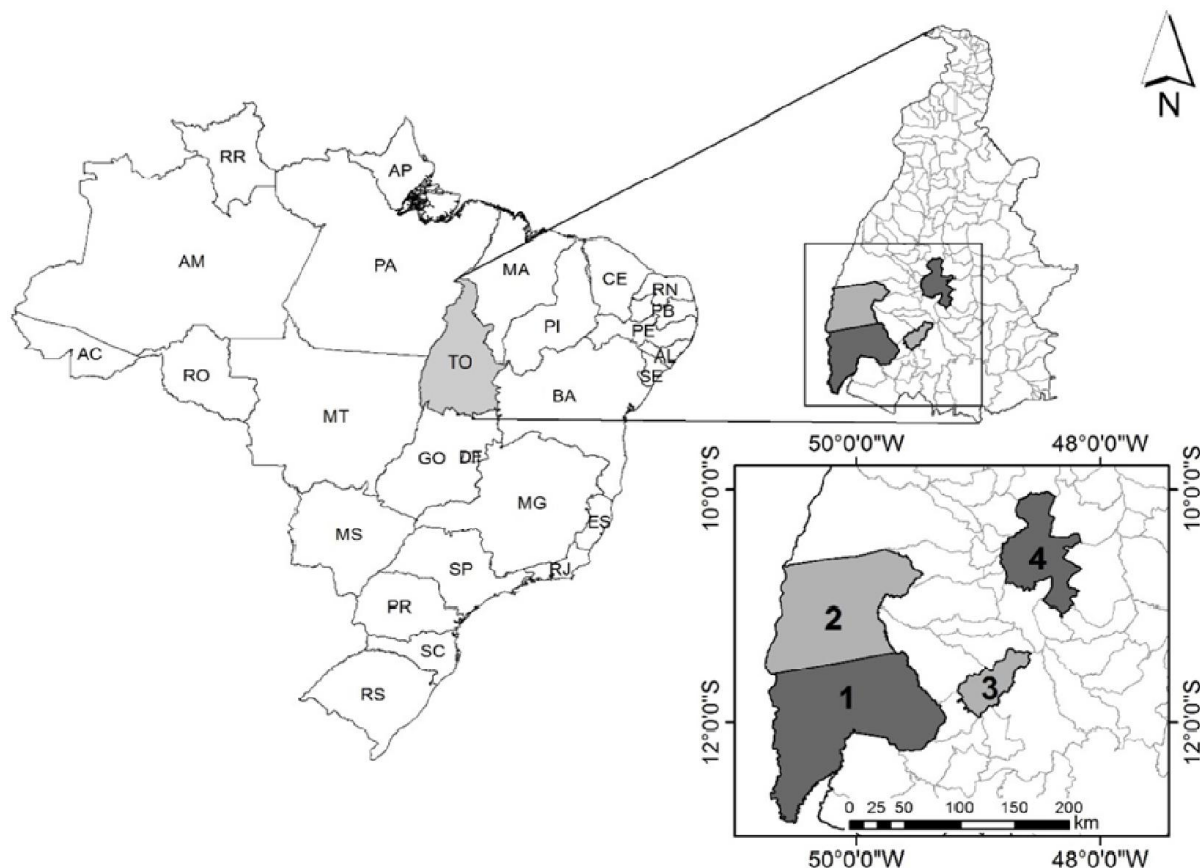 N
RR
AP
AM
PA
MA
CE
RN
PB
PE
AL
SE
PI
AC
RO
TO
BA
MT
GO
DF
MG
ES
MS
SP
RJ
PR
SC
RS
50°0'0"W
48°0'0"W
10°0'0"S
10°0'0"S
4
2
1
3
12°0'0"S
12°0'0"S
0 25 50 100 150 200
km
50°0'0"W
48°0'0"W